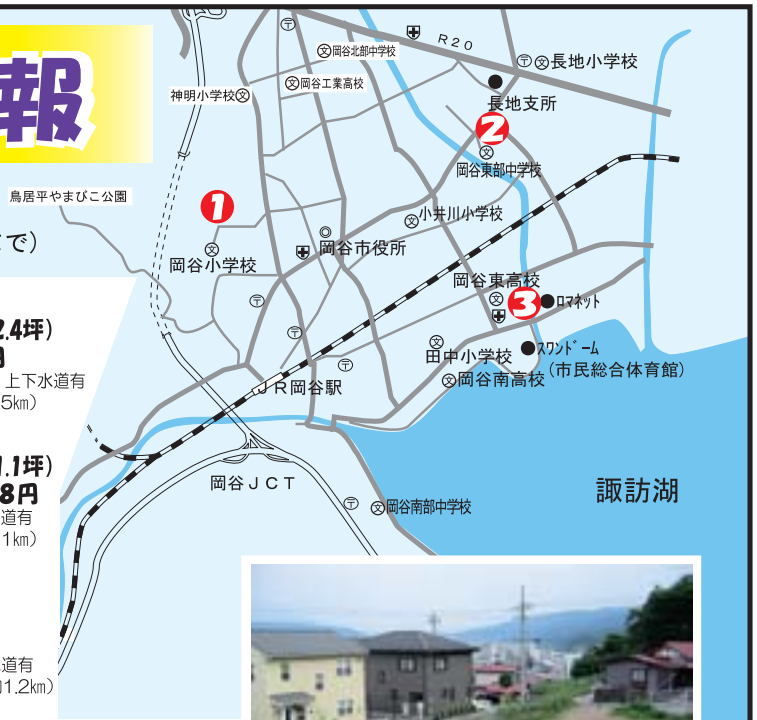 報
R20
岡谷北部中学校
長地小学校
岡谷工業高校
神明小学校
長地支所
2
岡谷東部中学校
鳥居平やまびこ公園
1
小井川小学校
岡谷市役所
で)
岡谷小学校
岡谷東高校
3
ロマネット
2.4坪)
円
スワンドーム
(市民総合体育館)
田中小学校
上下水道有
岡谷南高校
JR岡谷駅
5km)
1.1坪)
岡谷JCT
8円
諏訪湖
道有
岡谷南部中学校
1km)
道有
1.2km)